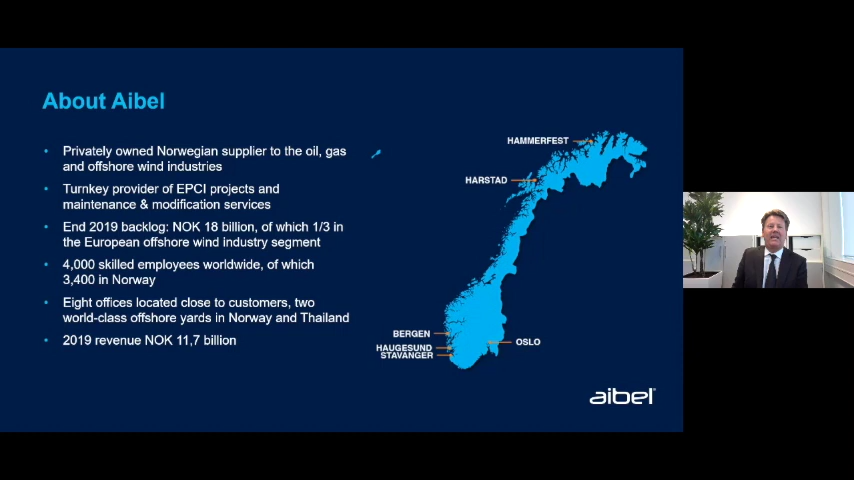 About Aibel
• Privately owned Norwegian supplier to the oil, gas
and offshore wind industries
• Turnkey provider of EPCI projects and
maintenance & modification services
• End 2019 backlog: NOK 18 billion, of which 1/3 in
the European offshore wind industry segment
• 4,000 skilled employees worldwide, of which
3,400 in Norway
• Eight offices located close to customers, two
world-class offshore yards in Norway and Thailand
• 2019 revenue NOK 11,7 billion
HAMMERFEST
HARSTAD
BERGEN
HAUGESUND
STAVANGER
OSLO
aibel